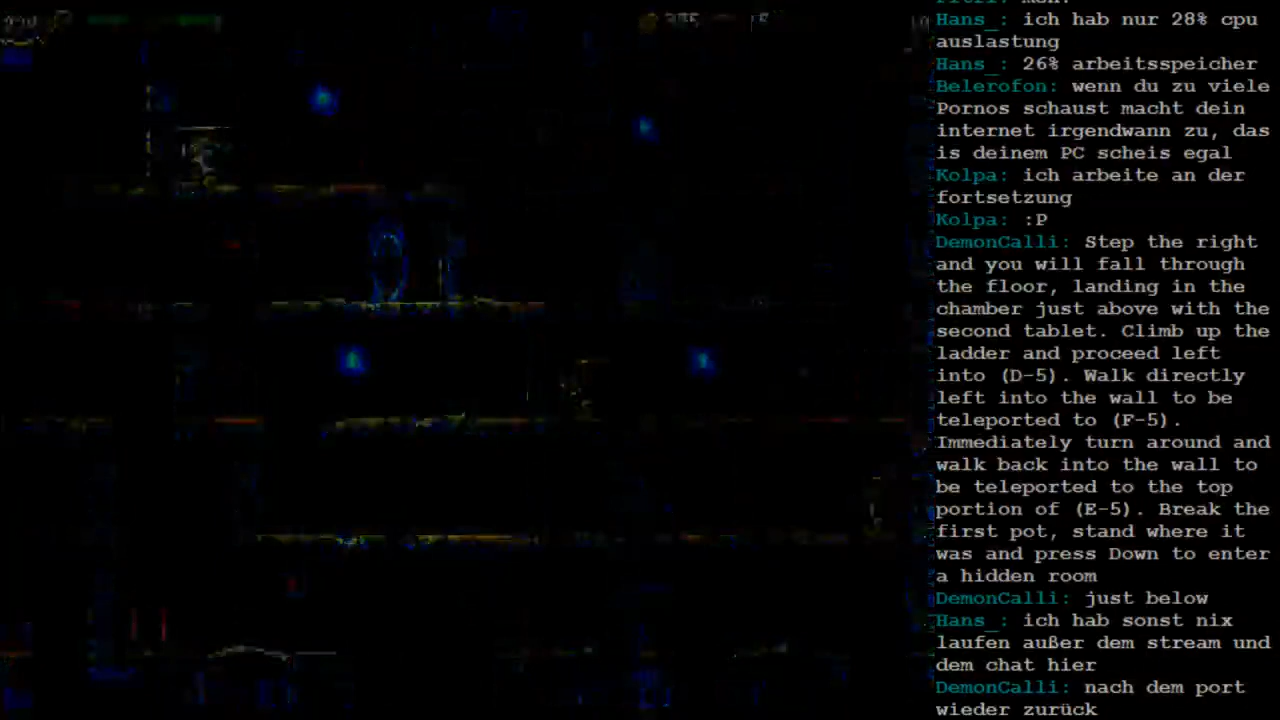 Hans_: ich hab nur 28% cpu
auslastung
Hans_: 26% arbeitsspeicher
Belerofon: wenn du zu viele
Pornos schaust macht dein
internet irgendwann zu, das
is deinem PC scheis egal
Kolpa: ich arbeite an der
fortsetzung
Kolpa: :P
DemonCalli: Step the right
and you will fall through
the floor, landing in the
chamber just above with the
second tablet. Climb up the
ladder and proceed left
into (D-5). Walk directly
left into the wall to be
teleported to (F-5).
Immediately turn around and
walk back into the wall to
be teleported to the top
portion of (E-5). Break the
first pot, stand where it
was and press Down to enter
a hidden room
DemonCalli: just below
Hans_: ich hab sonst nix
laufen außer dem stream und
dem chat hier
DemonCalli: nach dem port
wieder zurück